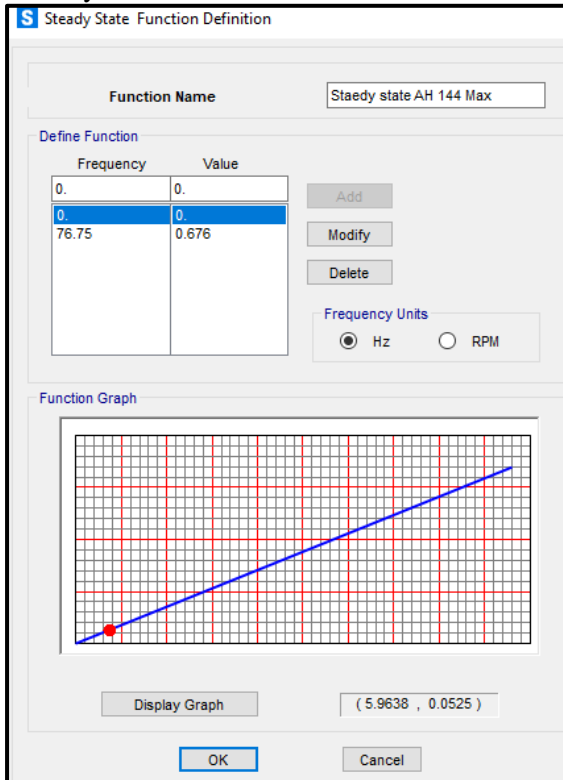 S Steady State Function Definition
Function Name Staedy state AH 144 Max
Define Function
Frequency Value
0. 0. Add
0. 0.
76.75 0.676 Modify
Delete
Frequency Units
Hz RPM
Function Graph
Display Graph ( 5.9638 , 0.0525 )
OK Cancel